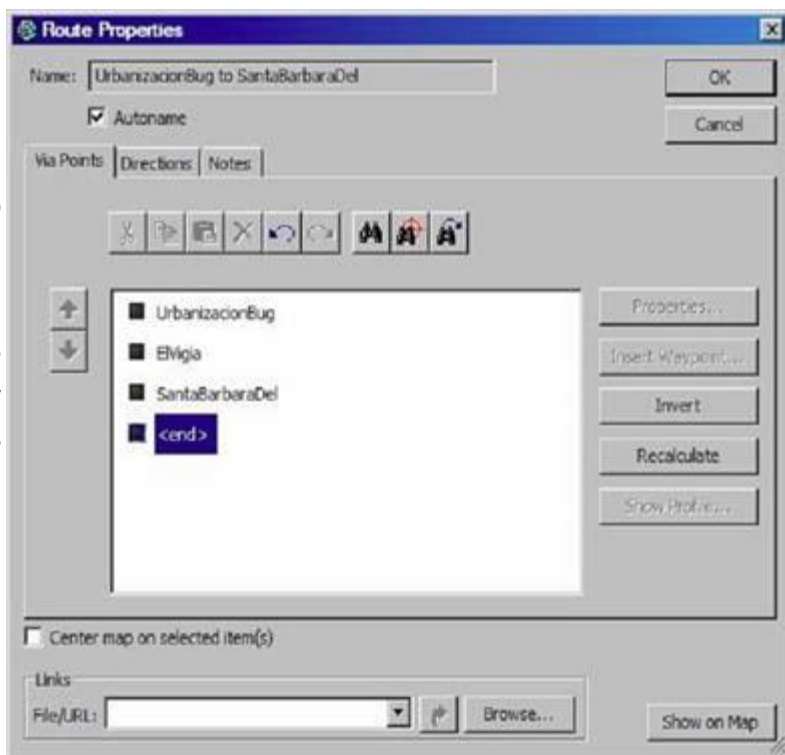 Route Properties
Name: UrbanizacionBug to SantaBarbaraDel
OK
Autoname
Cancel
Via Points Directions Notes
UrbanizacionBug
ElVigia
SantaBarbaraDel
<end>
Properties...
Insert Waypoint...
Invert
Recalculate
Show Profile...
Center map on selected item(s)
Links
File/URL:
Browse...
Show on Map